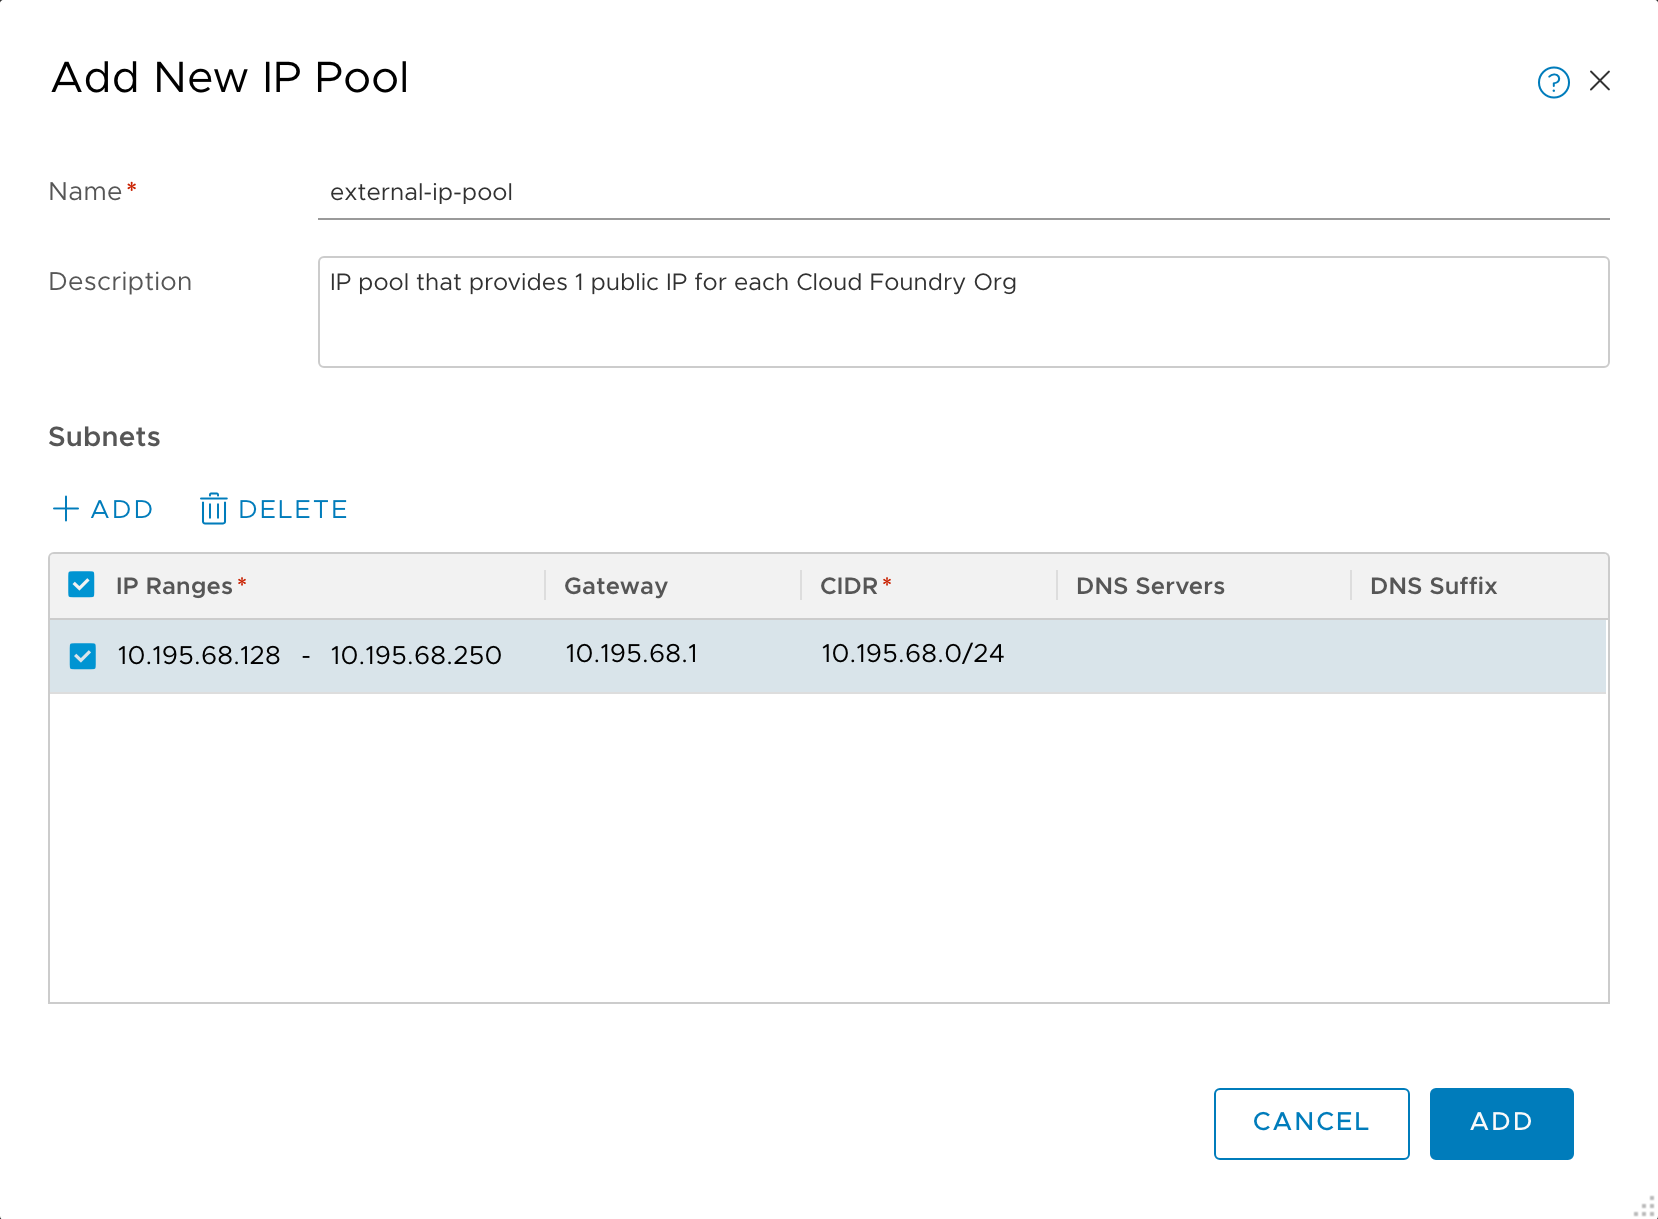 Add New IP Pool
?
Name*
external-ip-pool
Description
IP pool that provides 1 public IP for each Cloud Foundry Org
Subnets
ADD DELETE
IP Ranges* Gateway CIDR* DNS Servers DNS Suffix
10.195.68.128 - 10.195.68.250 10.195.68.1 10.195.68.0/24
CANCEL ADD